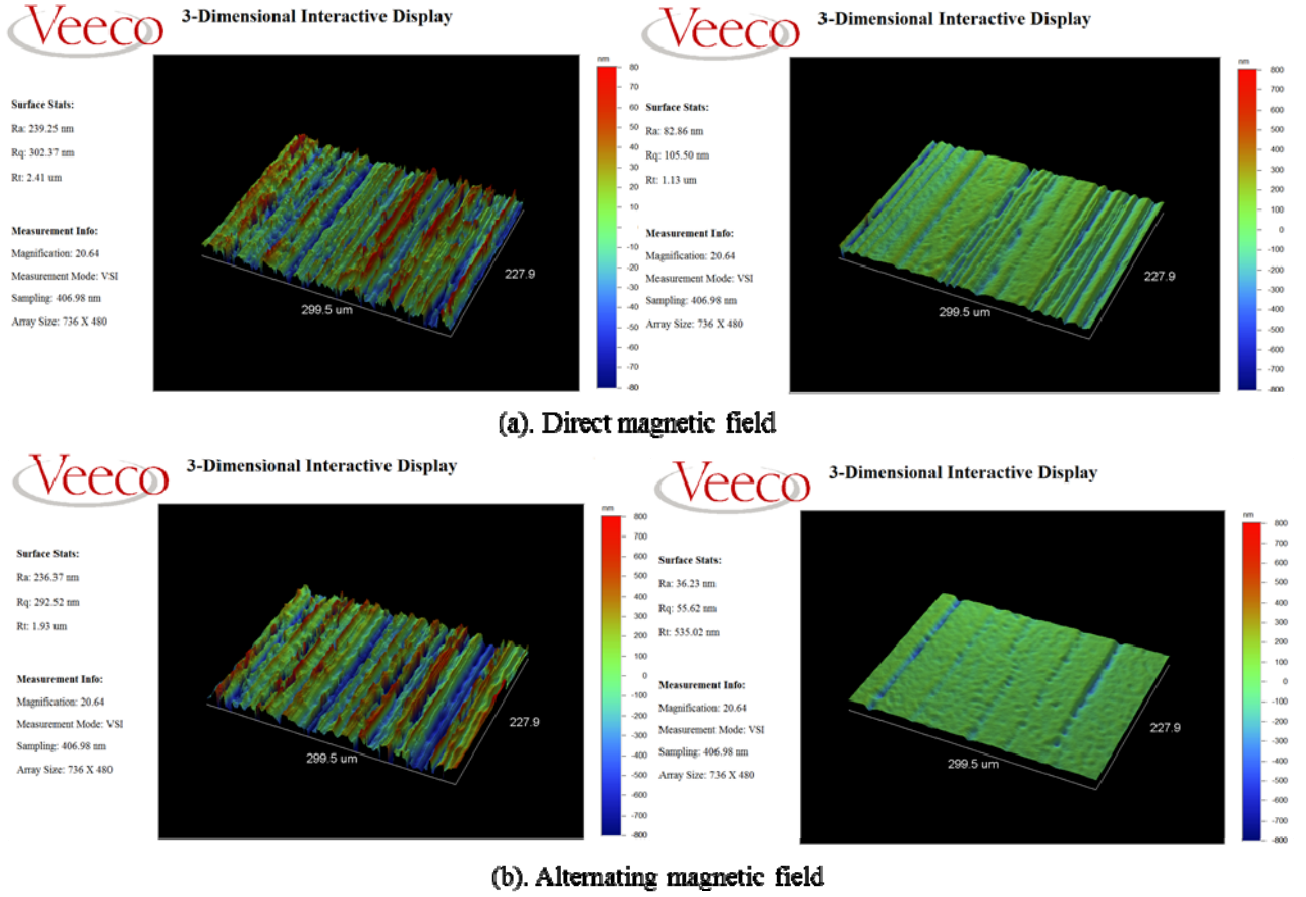 Veeco
3-Dimensional Interactive Display
Surface Stats:
Ra: 239.25 nm
Rq: 302.37 nm
Rt: 2.41 um
Measurement Info:
Magnification: 20.64
Measurement Mode: VSI
Sampling: 406.98 nm
Array Size: 736 X 480
299.5 um
227.9
nm
80
60
50
40
30
20
10
-10
-20
-30
-40
-50
-60
-70
-80
Veeco
3-Dimensional Interactive Display
Surface Stats:
Ra: 82.86 nm
Rq: 105.50 nm
Rt: 1.13 um
Measurement Info:
Magnification: 20.64
Measurement Mode: VSI
Sampling: 406.98 nm
Array Size: 736 X 480
299.5 um
227.9
nm
800
700
600
500
400
300
200
100
0
-100
-200
-300
-400
-500
-600
-700
-800
(a). Direct magnetic field
Veeco
3-Dimensional Interactive Display
Surface Stats:
Ra: 236.37 nm
Rq: 292.52 nm
Rt: 1.93 um
Measurement Info:
Magnification: 20.64
Measurement Mode: VSI
Sampling: 406.98 nm
Array Size: 736 X 480
299.5 um
227.9
nm
800
700
600
500
400
300
200
100
0
-100
-200
-300
-400
-500
-600
-700
-800
Veeco
3-Dimensional Interactive Display
Surface Stats:
Ra: 36.23 nm
Rq: 55.62 nm
Rt: 535.02 nm
Measurement Info:
Magnification: 20.64
Measurement Mode: VSI
Sampling: 406.98 nm
Array Size: 736 X 480
299.5 um
227.9
nm
800
700
600
500
400
300
200
100
0
-100
-200
-300
-400
-500
-600
-700
-800
(b). Alternating magnetic field